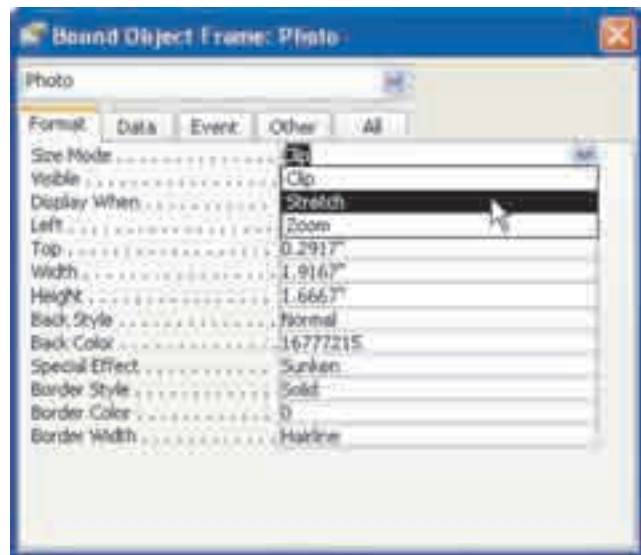 Bound Object Frame: Photo
Photo
Format Data Event Other All
Size Mode . . . . . . . . . . . . . Clip
Visible . . . . . . . . . . . . . . . . Clip
Display When . . . . . . . . . . Stretch
Left . . . . . . . . . . . . . . . . . . Zoom
Top . . . . . . . . . . . . . . . . . . 0.2917"
Width . . . . . . . . . . . . . . . . 1.9167"
Height . . . . . . . . . . . . . . . 1.6667"
Back Style . . . . . . . . . . . . Normal
Back Color . . . . . . . . . . . . 16777215
Special Effect . . . . . . . . . . Sunken
Border Style . . . . . . . . . . . Solid
Border Color . . . . . . . . . . . 0
Border Width . . . . . . . . . . . Hairline